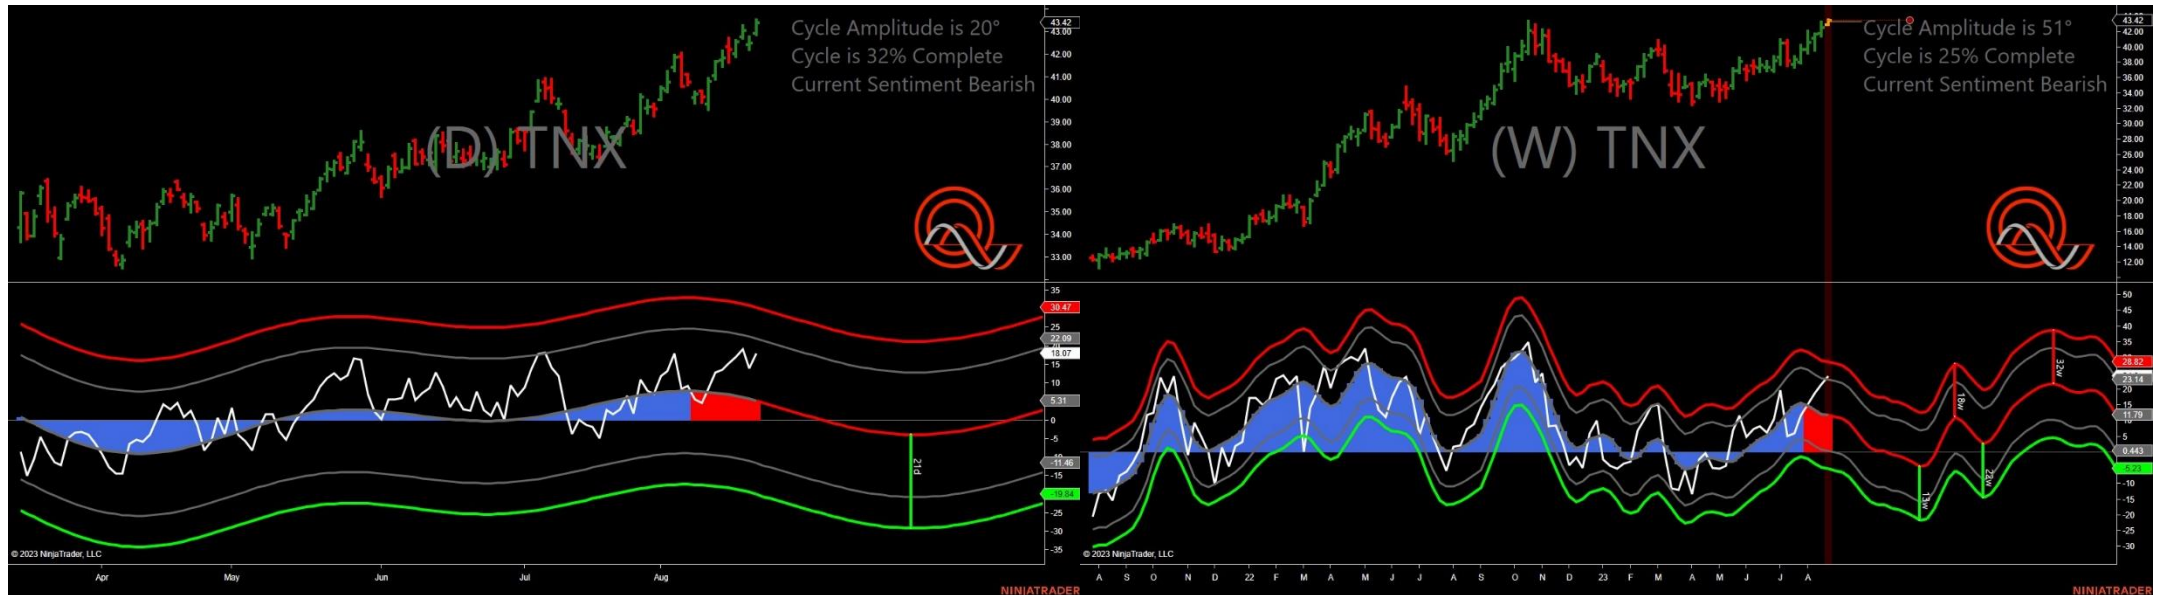 Cycle Amplitude is 20°
Cycle is 32% Complete
Current Sentiment Bearish
(D) TNX
43.42
43.00
42.00
41.00
40.00
39.00
38.00
37.00
36.00
35.00
34.00
33.00
35
30.47
25
22.09
18.07
15
10
5.31
0
-5
-11.46
-15
-19.84
-25
-30
-35
21d
© 2023 NinjaTrader, LLC
Apr
May
Jun
Jul
Aug
NINJATRADER
Cycle Amplitude is 51°
Cycle is 25% Complete
Current Sentiment Bearish
(W) TNX
43.42
42.00
40.00
38.00
36.00
34.00
32.00
30.00
28.00
26.00
24.00
22.00
20.00
18.00
16.00
14.00
12.00
50
45
40
35
28.82
23.14
20
15
11.79
5
0.443
-5.23
-10
-15
-20
-25
-30
13w
18w
22w
32w
© 2023 NinjaTrader, LLC
A S O N D 22 F M A M J J A S O N D 23 F M A M J J A
NINJATRADER